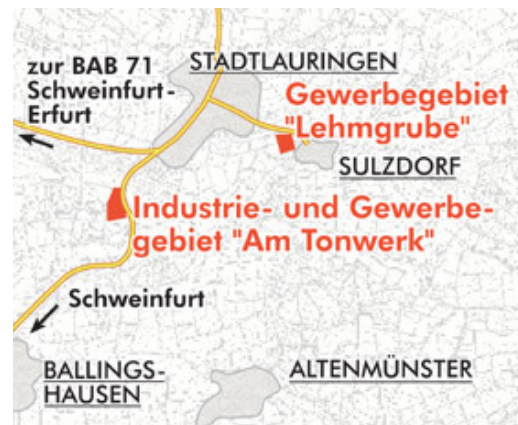 STADTLAURINGEN
zur BAB 71
Schweinfurt-
Erfurt
Gewerbegebiet
"Lehmgrube"
SULZDORF
Industrie- und Gewerbe-
gebiet "Am Tonwerk"
Schweinfurt
BALLINGS-
HAUSEN
ALTENMÜNSTER